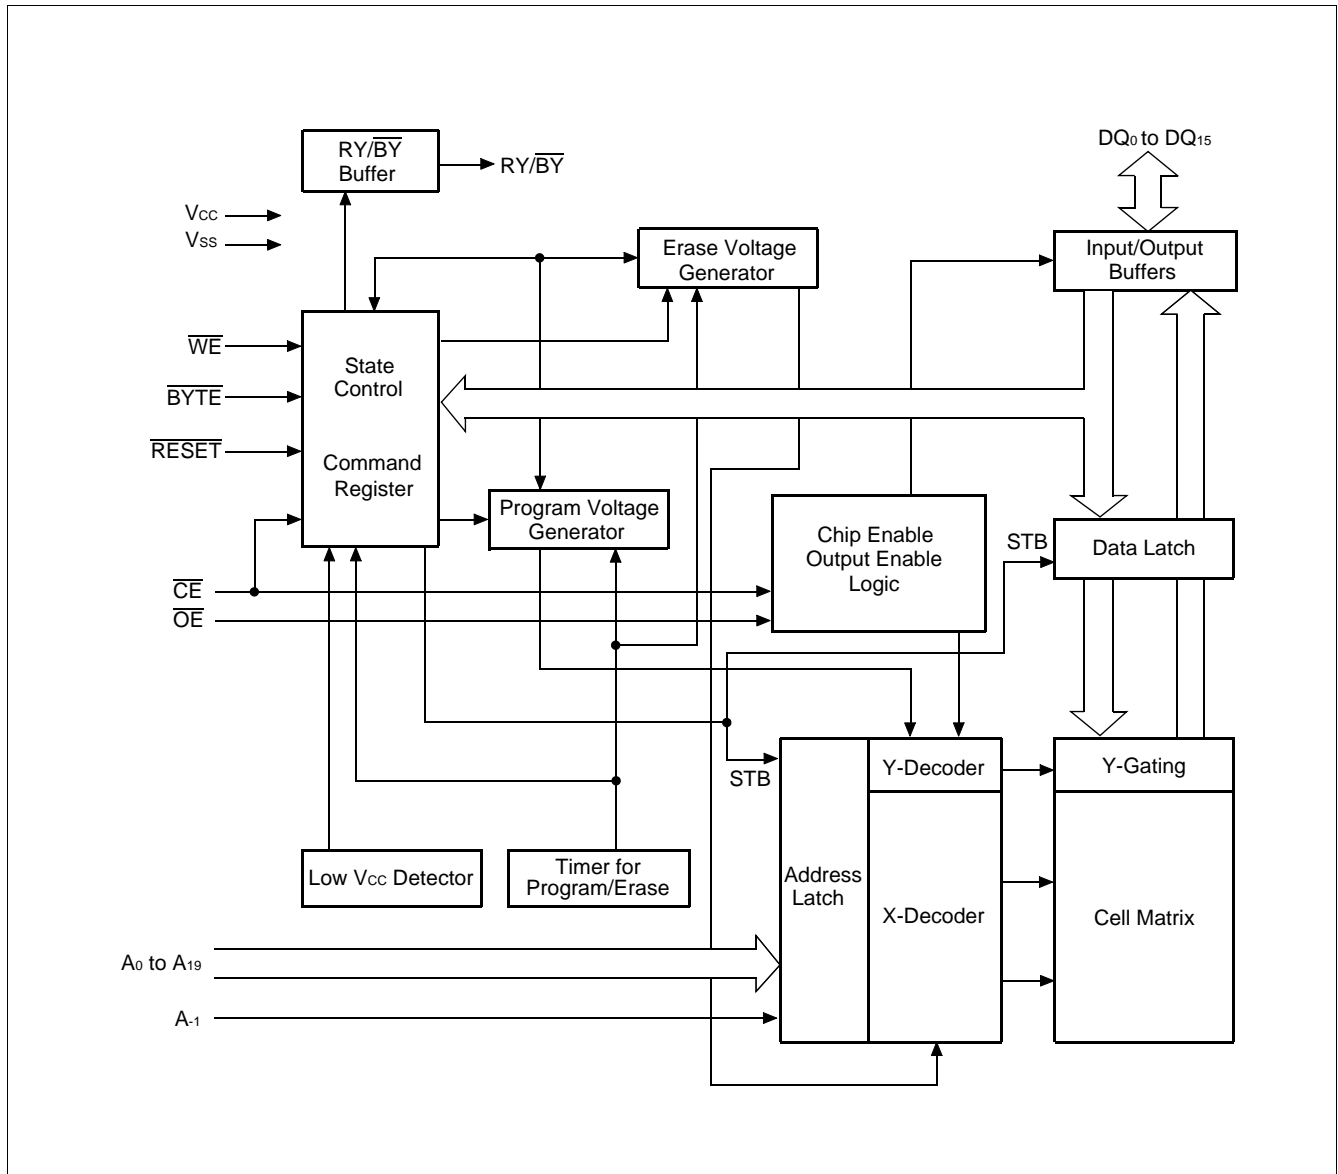 RY/BY
Buffer
RY/BY
DQ0 to DQ15
VCC
VSS
Erase Voltage
Generator
Input/Output
Buffers
WE
BYTE
RESET
State
Control
Command
Register
Program Voltage
Generator
Chip Enable
Output Enable
Logic
STB
Data Latch
CE
OE
STB
Y-Decoder
Y-Gating
Low VCC Detector
Timer for
Program/Erase
Address
Latch
X-Decoder
Cell Matrix
A0 to A19
A-1